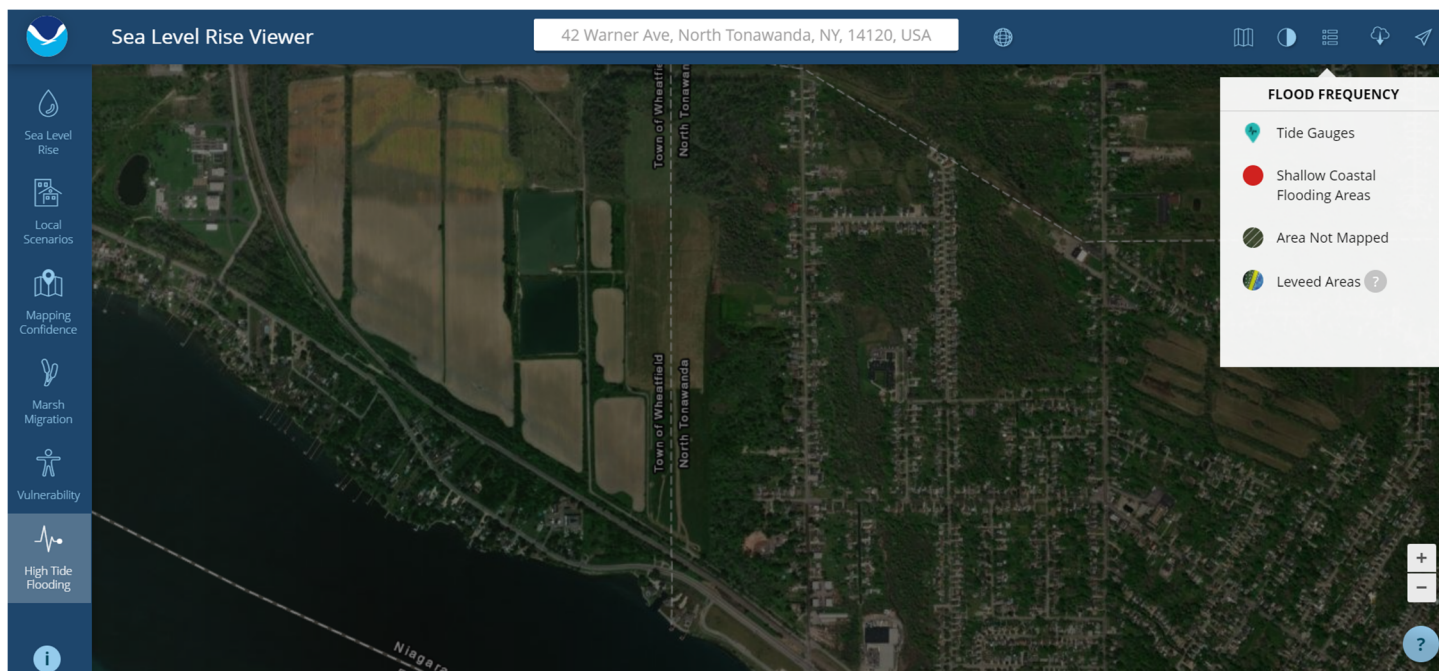 Sea Level Rise Viewer
42 Warner Ave, North Tonawanda, NY, 14120, USA
Sea Level
Rise
Local
Scenarios
Mapping
Confidence
Marsh
Migration
Vulnerability
High Tide
Flooding
i
Town of Wheatfie
North Tonawan
Town of Wheatfield
North Tonawanda
Niagara
FLOOD FREQUENCY
Tide Gauges
Shallow Coastal
Flooding Areas
Area Not Mapped
Leveed Areas ?
+
−
?